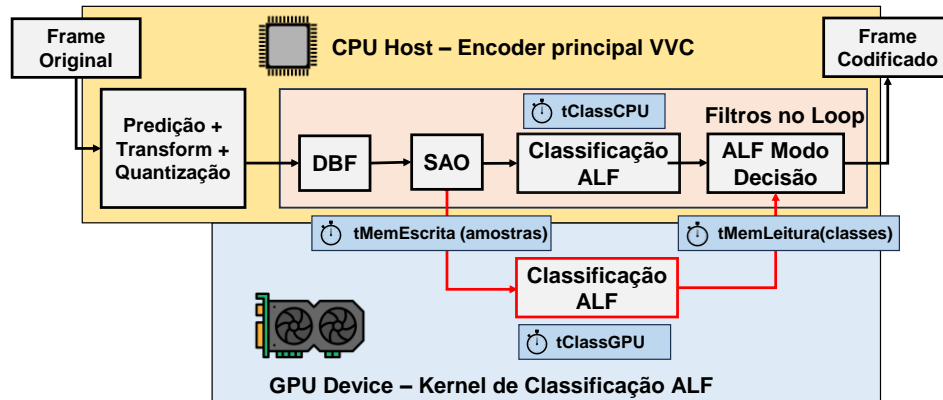 Frame
Original
CPU Host – Encoder principal VVC
Frame
Codificado
Predição +
Transform +
Quantização
tClassCPU
Filtros no Loop
DBF
SAO
Classificação
ALF
ALF Modo
Decisão
tMemEscrita (amostras)
tMemLeitura(classes)
Classificação
ALF
tClassGPU
GPU Device – Kernel de Classificação ALF